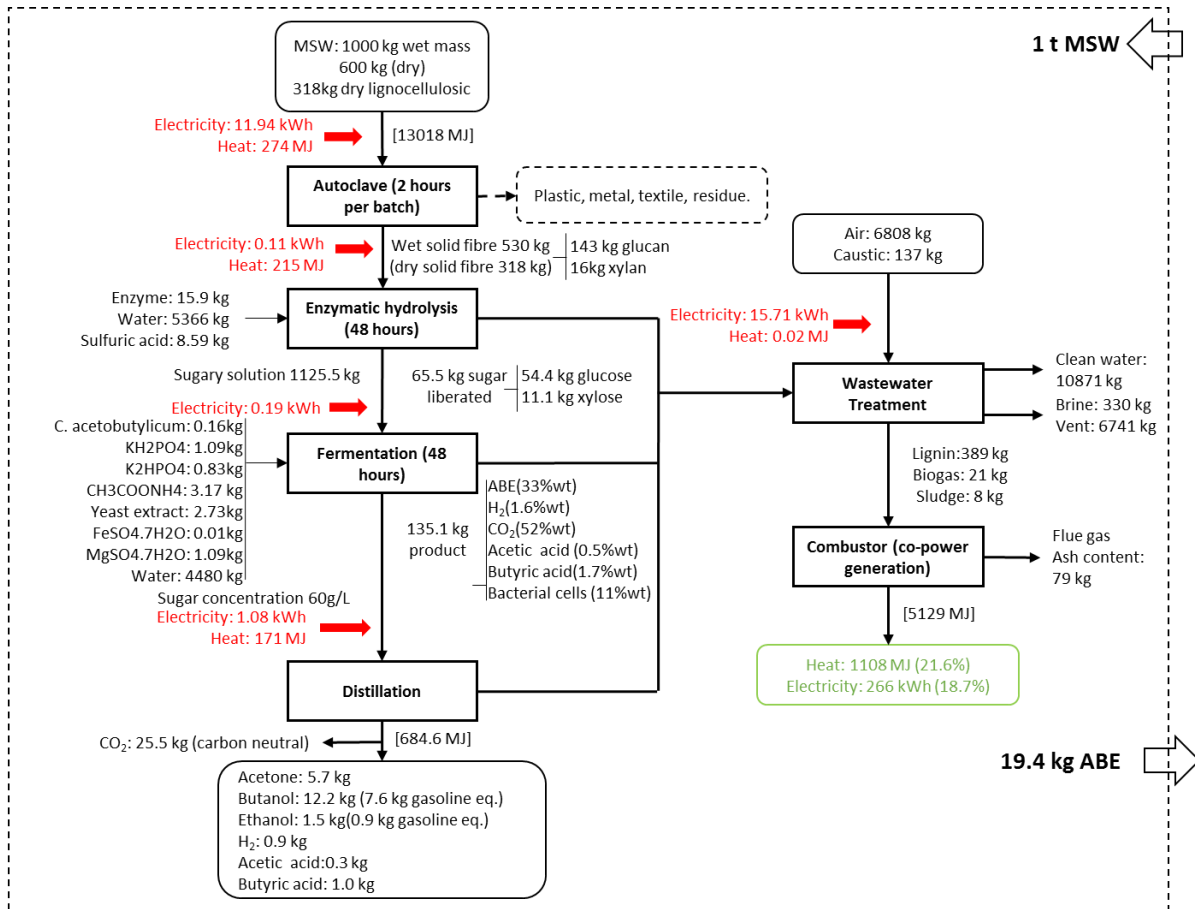 1 t MSW
MSW: 1000 kg wet mass
600 kg (dry)
318kg dry lignocellulosic
Electricity: 11.94 kWh
Heat: 274 MJ
[13018 MJ]
Autoclave (2 hours
per batch)
Plastic, metal, textile, residue.
Electricity: 0.11 kWh
Heat: 215 MJ
Wet solid fibre 530 kg
(dry solid fibre 318 kg)
143 kg glucan
16kg xylan
Enzyme: 15.9 kg
Water: 5366 kg
Sulfuric acid: 8.59 kg
Enzymatic hydrolysis
(48 hours)
Sugary solution 1125.5 kg
65.5 kg sugar
liberated
54.4 kg glucose
11.1 kg xylose
Electricity: 0.19 kWh
C. acetobutylicum: 0.16kg
KH2PO4: 1.09kg
K2HPO4: 0.83kg
CH3COONH4: 3.17 kg
Yeast extract: 2.73kg
FeSO4.7H2O: 0.01kg
MgSO4.7H2O: 1.09kg
Water: 4480 kg
Fermentation (48
hours)
135.1 kg
product
ABE(33%wt)
H₂(1.6%wt)
CO₂(52%wt)
Acetic acid (0.5%wt)
Butyric acid(1.7%wt)
Bacterial cells (11%wt)
Sugar concentration 60g/L
Electricity: 1.08 kWh
Heat: 171 MJ
Distillation
CO₂: 25.5 kg (carbon neutral)
[684.6 MJ]
Acetone: 5.7 kg
Butanol: 12.2 kg (7.6 kg gasoline eq.)
Ethanol: 1.5 kg(0.9 kg gasoline eq.)
H₂: 0.9 kg
Acetic acid:0.3 kg
Butyric acid: 1.0 kg
Air: 6808 kg
Caustic: 137 kg
Electricity: 15.71 kWh
Heat: 0.02 MJ
Wastewater
Treatment
Clean water:
10871 kg
Brine: 330 kg
Vent: 6741 kg
Lignin:389 kg
Biogas: 21 kg
Sludge: 8 kg
Combustor (co-power
generation)
Flue gas
Ash content:
79 kg
[5129 MJ]
Heat: 1108 MJ (21.6%)
Electricity: 266 kWh (18.7%)
19.4 kg ABE